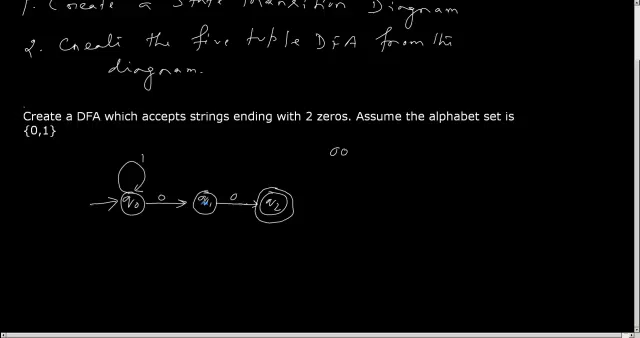 1. Create a State Transition Diagram
2. Create the five tuple DFA from the
diagram.
Create a DFA which accepts strings ending with 2 zeros. Assume the alphabet set is
{0,1}
00
1
q0 0 q1 0 q2